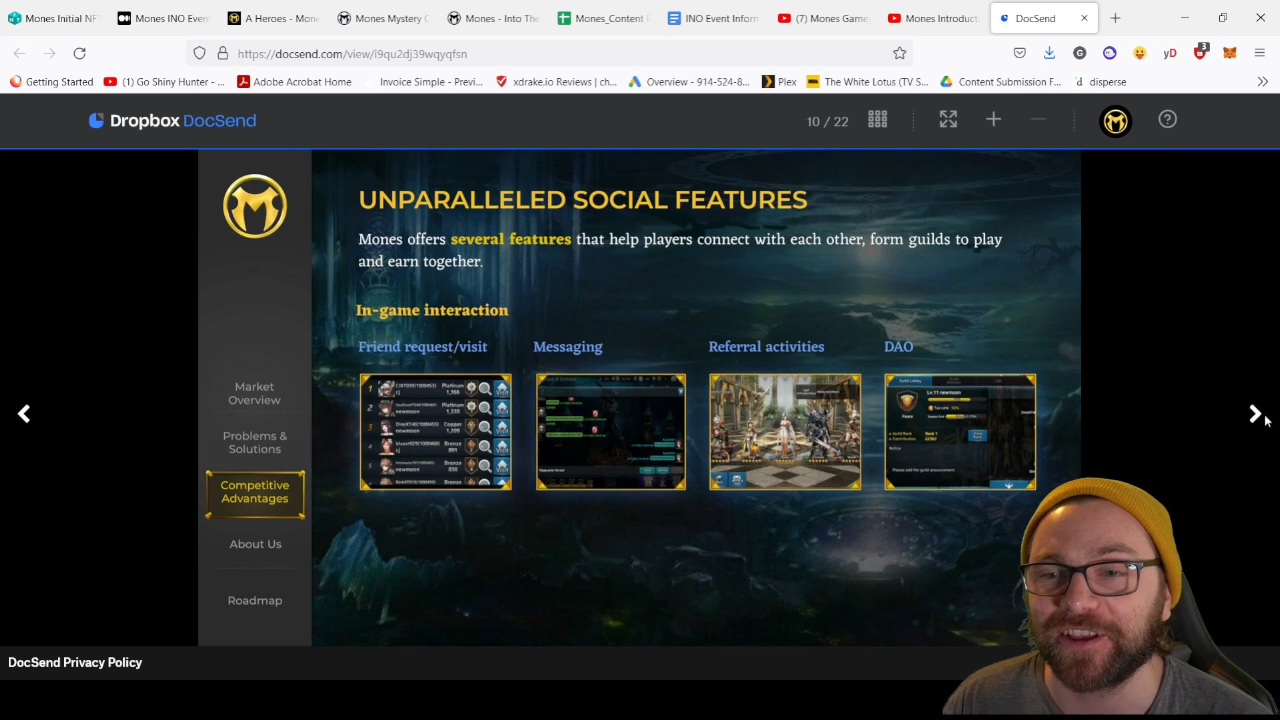 Mones Initial NF
Mones INO Even
A Heroes - Mone
Mones Mystery C
Mones - Into The
Mones_Content
INO Event Inform
(7) Mones Game
Mones Introduct
DocSend
https://docsend.com/view/i9qu2dj39wqyqfsn
Getting Started
(1) Go Shiny Hunter - ...
Adobe Acrobat Home
Invoice Simple - Previ...
xdrake.io Reviews | ch...
Overview - 914-524-8...
Plex
The White Lotus (TV S...
Content Submission F...
disperse
Dropbox DocSend
10 / 22
UNPARALLELED SOCIAL FEATURES
Mones offers several features that help players connect with each other, form guilds to play
and earn together.
In-game interaction
Friend request/visit
Messaging
Referral activities
DAO
Market
Overview
Problems &
Solutions
Competitive
Advantages
About Us
Roadmap
DocSend Privacy Policy